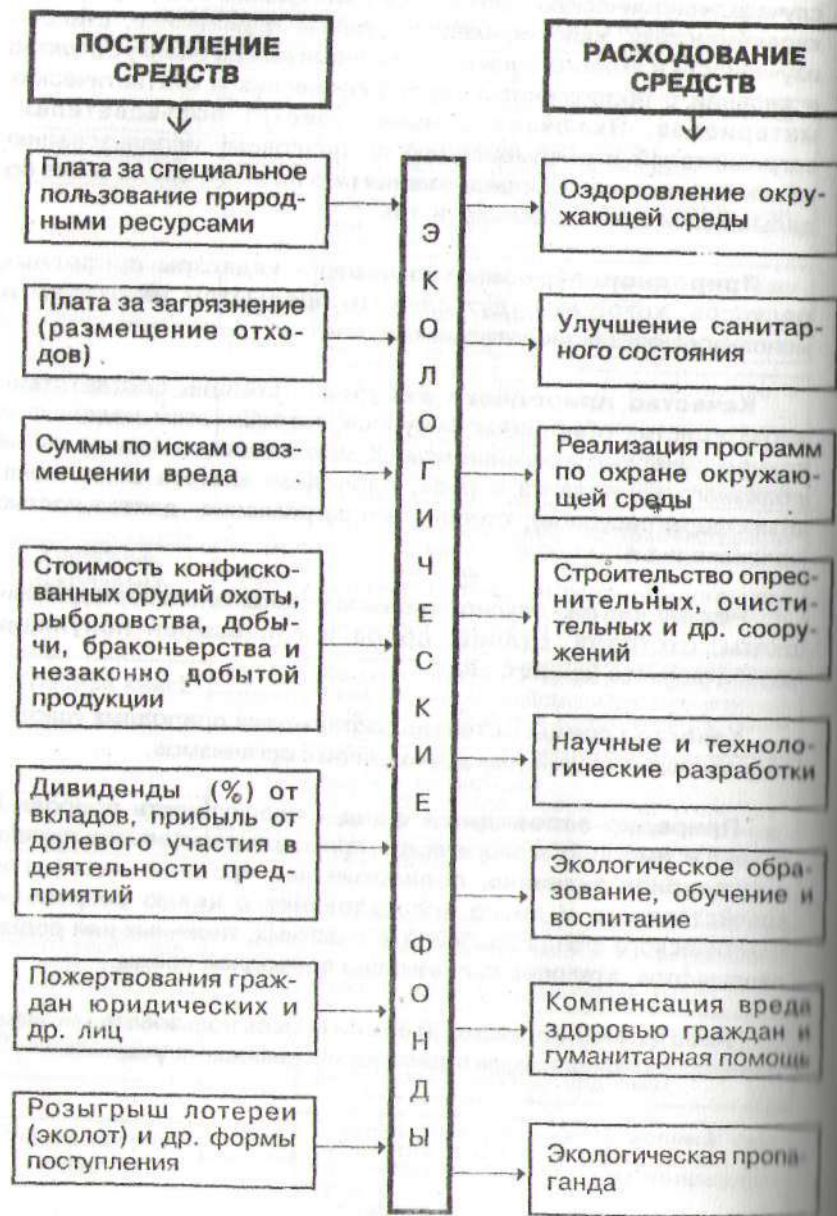 ПОСТУПЛЕНИЕ
СРЕДСТВ
Плата за специальное
пользование природ-
ными ресурсами
Плата за загрязнение
(размещение отхо-
дов)
Суммы по искам о воз-
мещении вреда
Стоимость конфиско-
ванных орудий охоты,
рыболовства, добы-
чи, браконьерства и
незаконно добытой
продукции
Дивиденды (%) от
вкладов, прибыль от
долевого участия в
деятельности пред-
приятий
Пожертвования граж-
дан юридических и
др. лиц
Розыгрыш лотереи
(эколот) и др. формы
поступления
ЭКОЛОГИЧЕСКИЕ ФОНДЫ
РАСХОДОВАНИЕ
СРЕДСТВ
Оздоровление окру-
жающей среды
Улучшение санитар-
ного состояния
Реализация программ
по охране окружаю-
щей среды
Строительство опрес-
нительных, очисти-
тельных и др. соору-
жений
Научные и техноло-
гические разработки
Экологическое обра-
зование, обучение и
воспитание
Компенсация вреда
здоровью граждан и
гуманитарная помощь
Экологическая пропа-
ганда